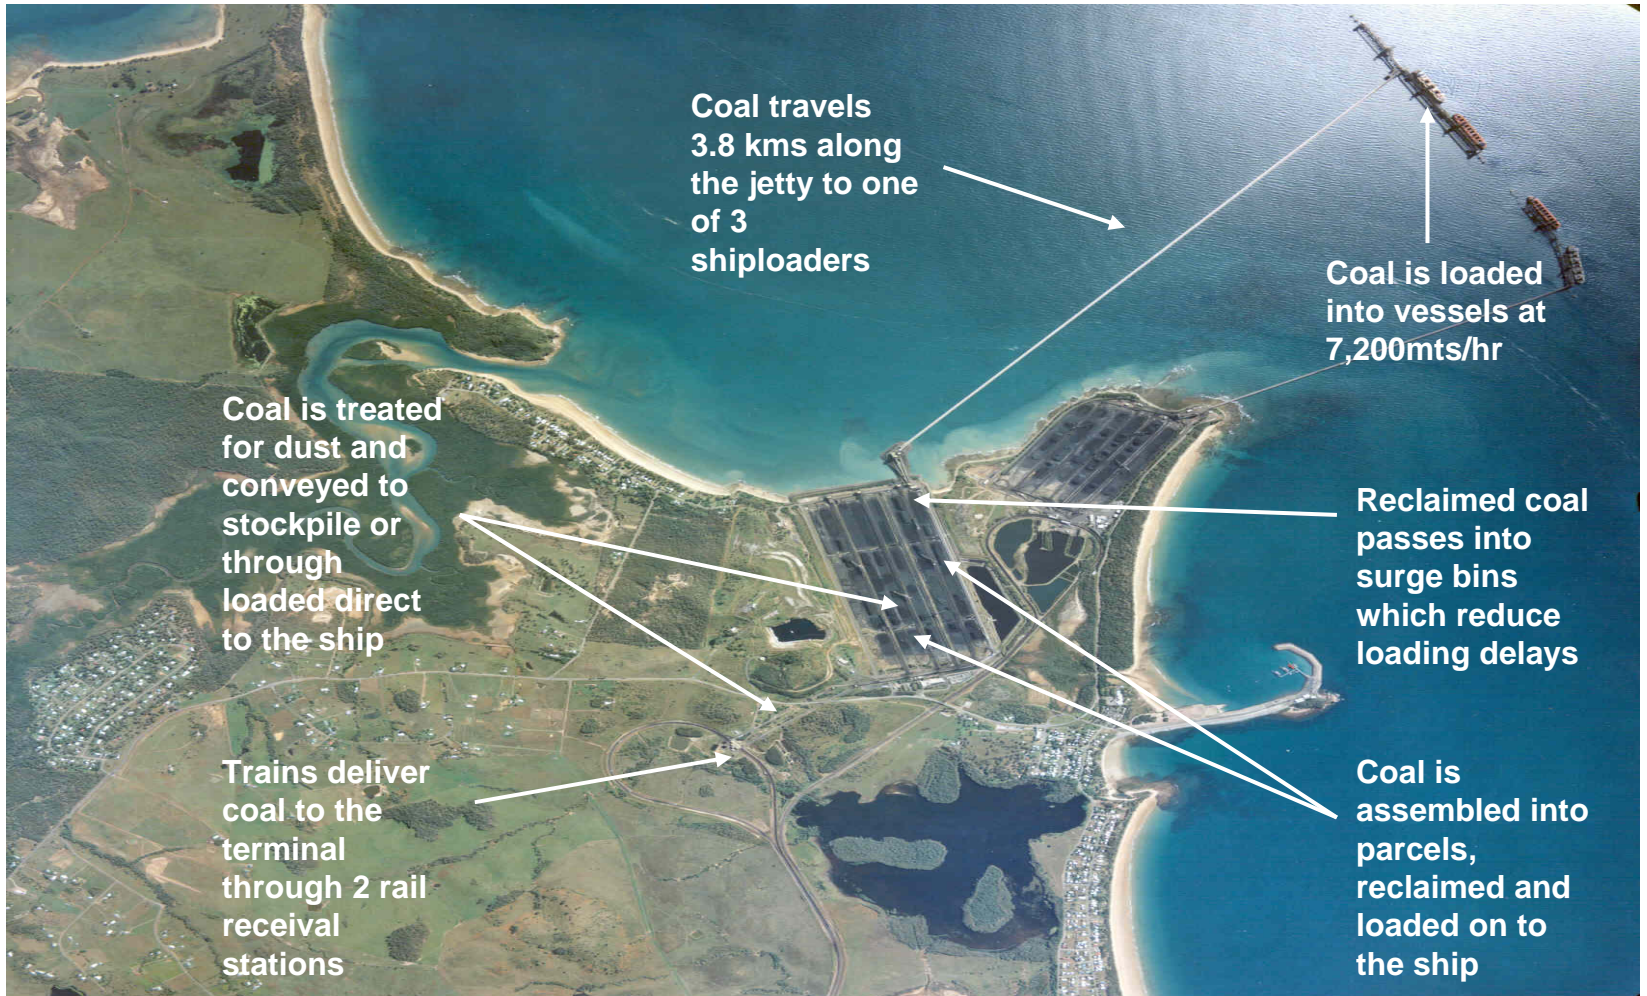 Coal travels
3.8 kms along
the jetty to one
of 3
shiploaders
Coal is loaded
into vessels at
7,200mts/hr
Coal is treated
for dust and
conveyed to
stockpile or
through
loaded direct
to the ship
Reclaimed coal
passes into
surge bins
which reduce
loading delays
Trains deliver
coal to the
terminal
through 2 rail
receival
stations
Coal is
assembled into
parcels,
reclaimed and
loaded on to
the ship